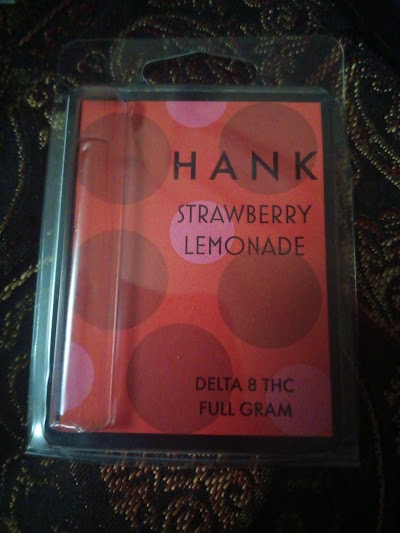 HANK
STRAWBERRY
LEMONADE
DELTA 8 THC
FULL GRAM